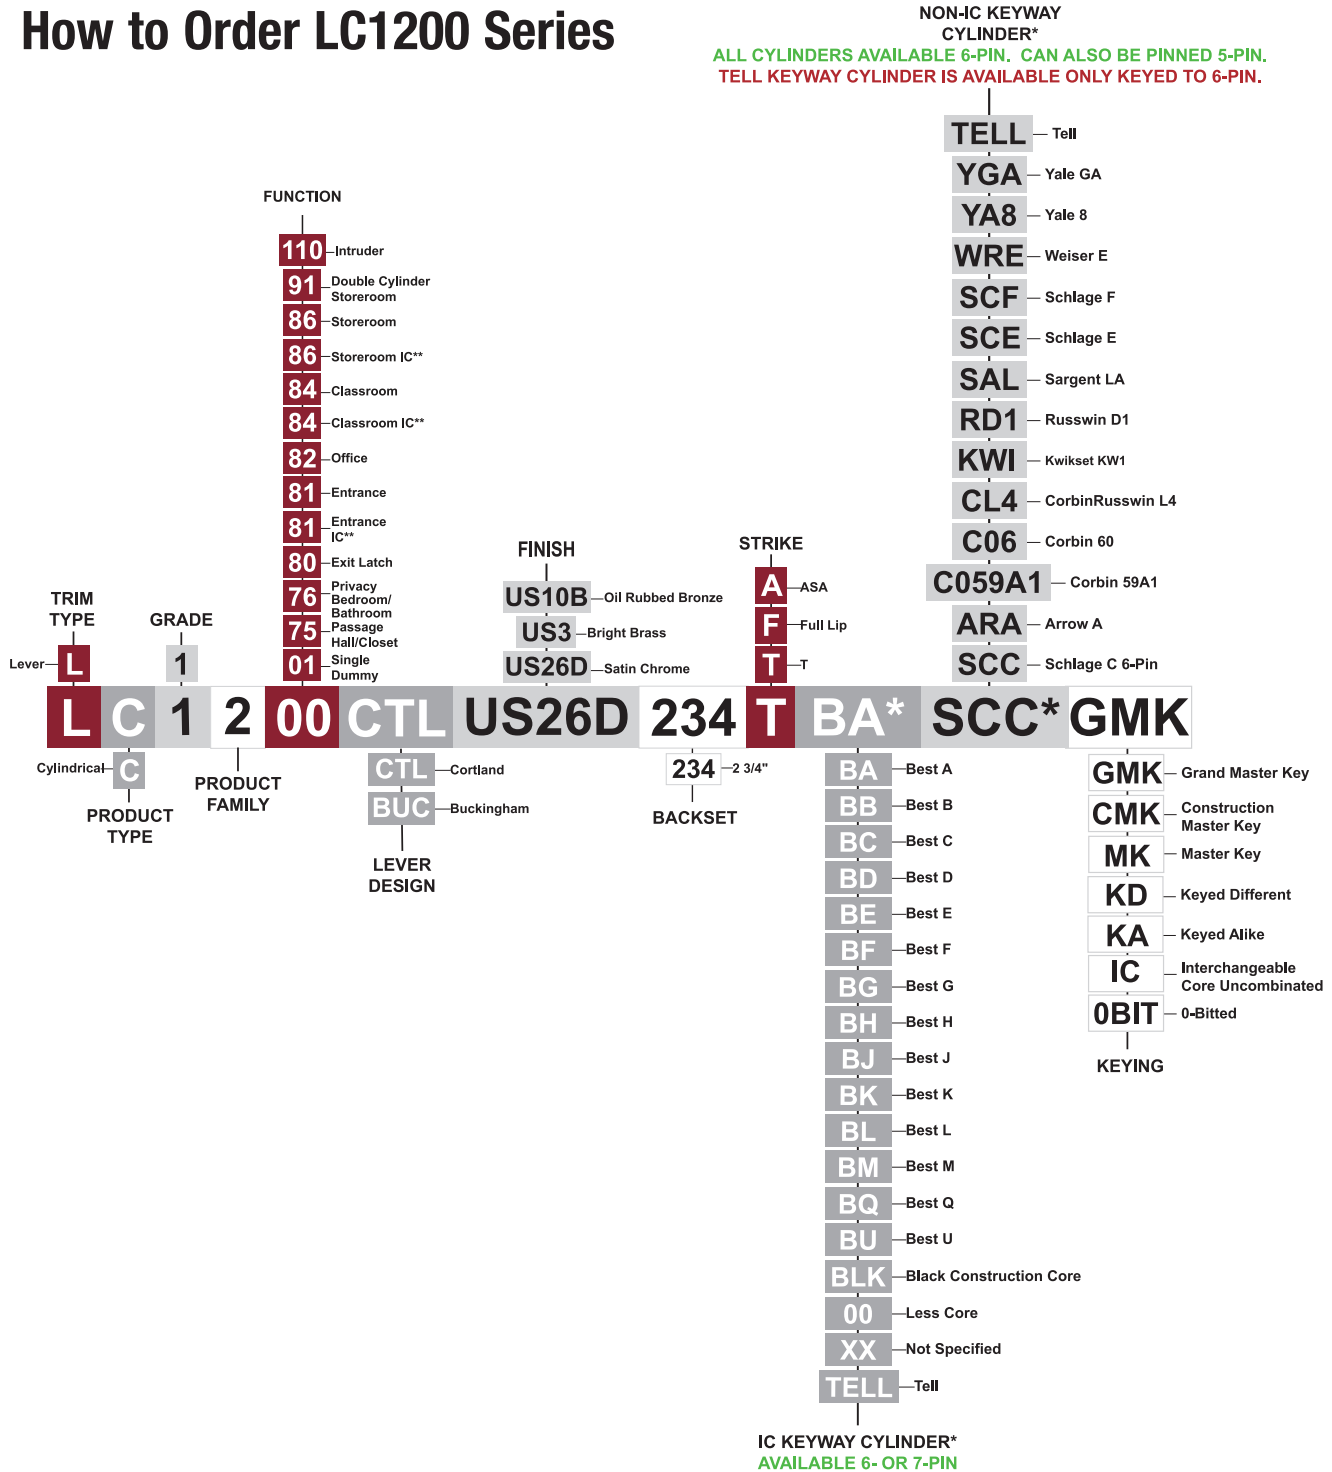 How to Order LC1200 Series
NON-IC KEYWAY
CYLINDER*
ALL CYLINDERS AVAILABLE 6-PIN. CAN ALSO BE PINNED 5-PIN.
TELL KEYWAY CYLINDER IS AVAILABLE ONLY KEYED TO 6-PIN.
TELL Tell
YGA Yale GA
YA8 Yale 8
WRE Weiser E
SCF Schlage F
SCE Schlage E
SAL Sargent LA
RD1 Russwin D1
KWI Kwikset KW1
CL4 CorbinRusswin L4
C06 Corbin 60
C059A1 Corbin 59A1
ARA Arrow A
SCC Schlage C 6-Pin
FUNCTION
110 Intruder
91 Double Cylinder
Storeroom
86 Storeroom
86 Storeroom IC**
84 Classroom
84 Classroom IC**
82 Office
81 Entrance
81 Entrance
IC**
80 Exit Latch
76 Privacy
Bedroom/
Bathroom
75 Passage
Hall/Closet
01 Single
Dummy
TRIM
TYPE
Lever L
GRADE
1
FINISH
US10B Oil Rubbed Bronze
US3 Bright Brass
US26D Satin Chrome
STRIKE
A ASA
F Full Lip
T T
L C 1 2 00 CTL US26D 234 T BA* SCC* GMK
Cylindrical C
PRODUCT
TYPE
PRODUCT
FAMILY
CTL Cortland
BUC Buckingham
LEVER
DESIGN
234 2 3/4"
BACKSET
BA Best A
BB Best B
BC Best C
BD Best D
BE Best E
BF Best F
BG Best G
BH Best H
BJ Best J
BK Best K
BL Best L
BM Best M
BQ Best Q
BU Best U
BLK Black Construction Core
00 Less Core
XX Not Specified
TELL Tell
IC KEYWAY CYLINDER*
AVAILABLE 6- OR 7-PIN
GMK Grand Master Key
CMK Construction
Master Key
MK Master Key
KD Keyed Different
KA Keyed Alike
IC Interchangeable
Core Uncombinated
0BIT 0-Bitted
KEYING